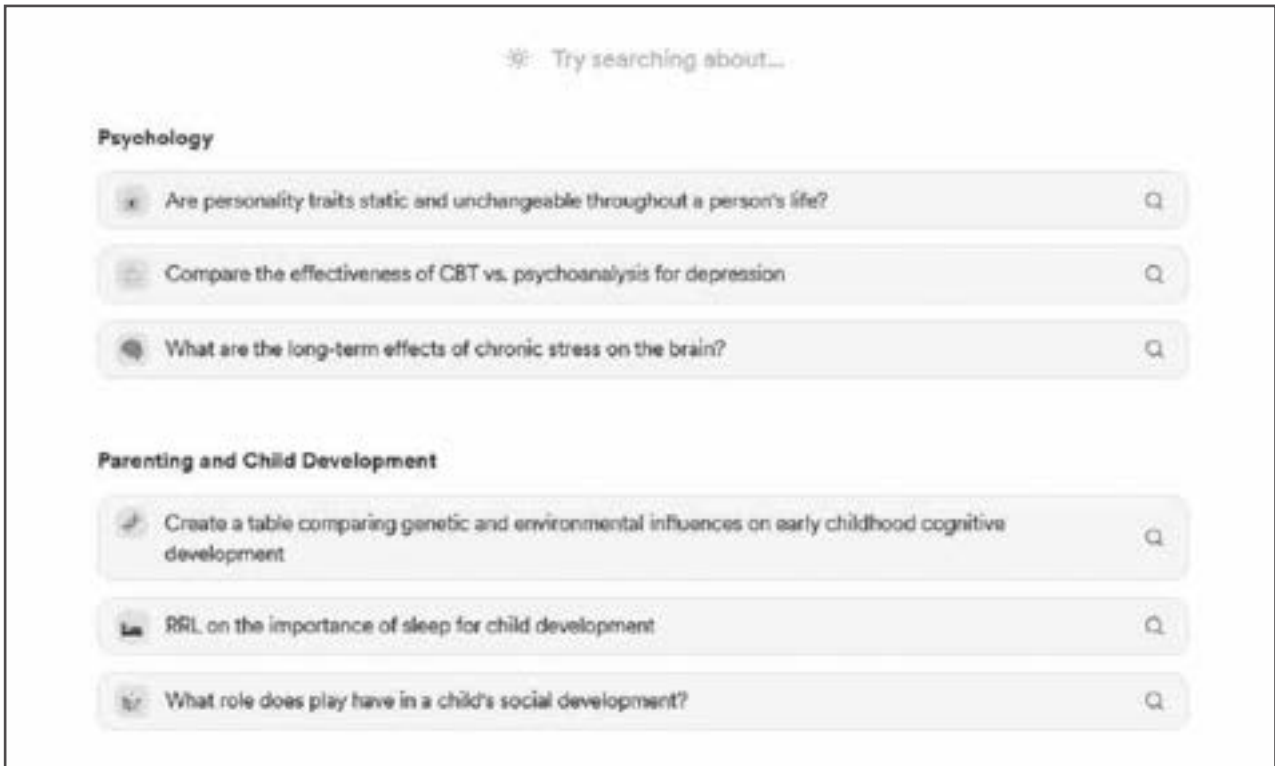 Try searching about...
Psychology
Are personality traits static and unchangeable throughout a person's life?
Compare the effectiveness of CBT vs. psychoanalysis for depression
What are the long-term effects of chronic stress on the brain?
Parenting and Child Development
Create a table comparing genetic and environmental influences on early childhood cognitive
development
RRL on the importance of sleep for child development
What role does play have in a child's social development?